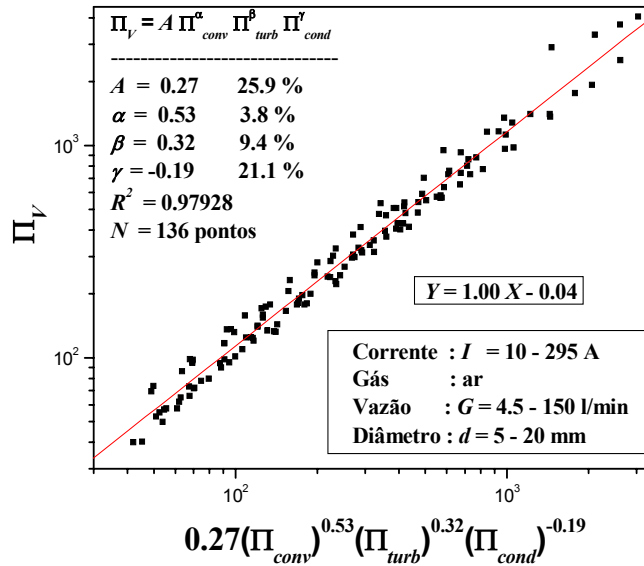 Π_V = A Π^α_conv Π^β_turb Π^γ_cond
--------------------------------
A = 0.27 25.9 %
α = 0.53 3.8 %
β = 0.32 9.4 %
γ = -0.19 21.1 %
R² = 0.97928
N = 136 pontos
10³
Π_V
Y = 1.00 X - 0.04
10²
Corrente : I = 10 - 295 A
Gás : ar
Vazão : G = 4.5 - 150 l/min
Diâmetro : d = 5 - 20 mm
10² 10³
0.27(Π_conv)^0.53(Π_turb)^0.32(Π_cond)^-0.19